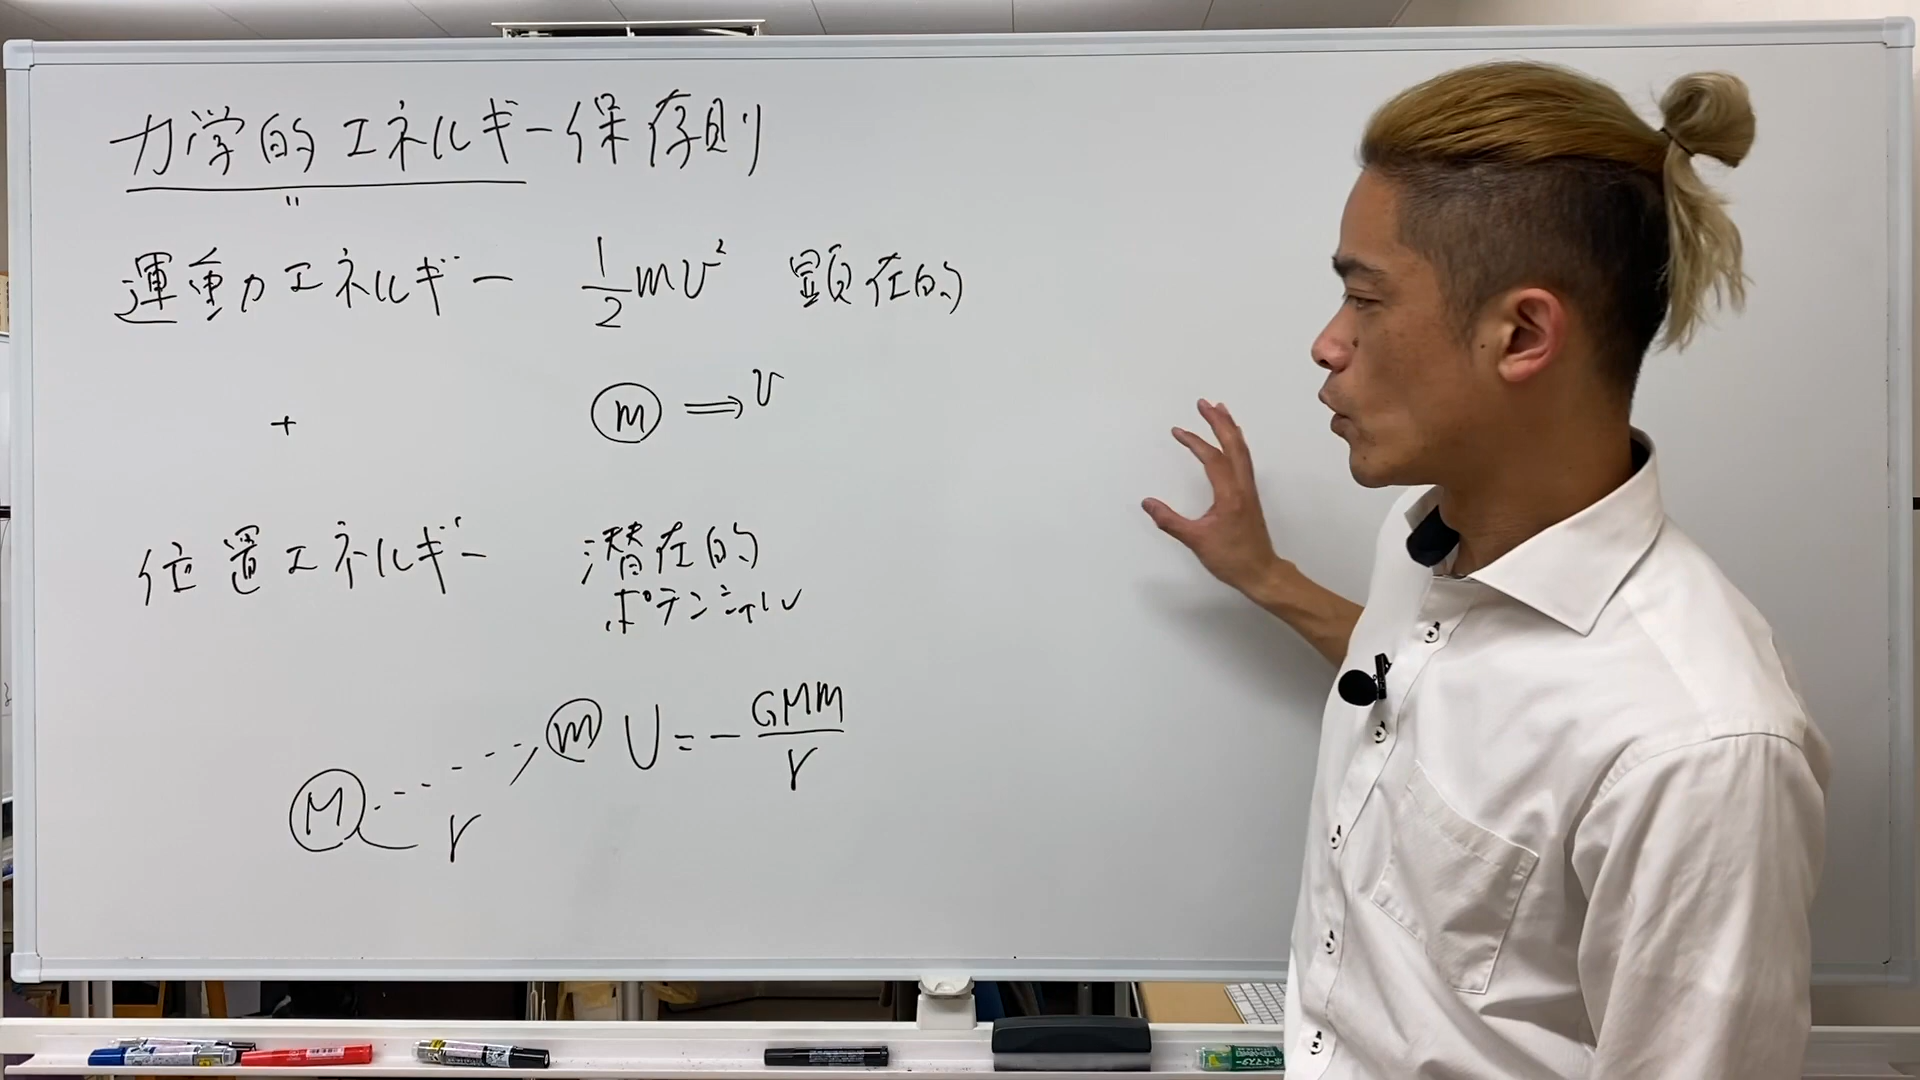 力学的エネルギー保存則
〃
運動エネルギー 1/2 mv² 顕在的
+
m ⟹ v
位置エネルギー 潜在的
ポテンシャル
M r m U = - GMm/r